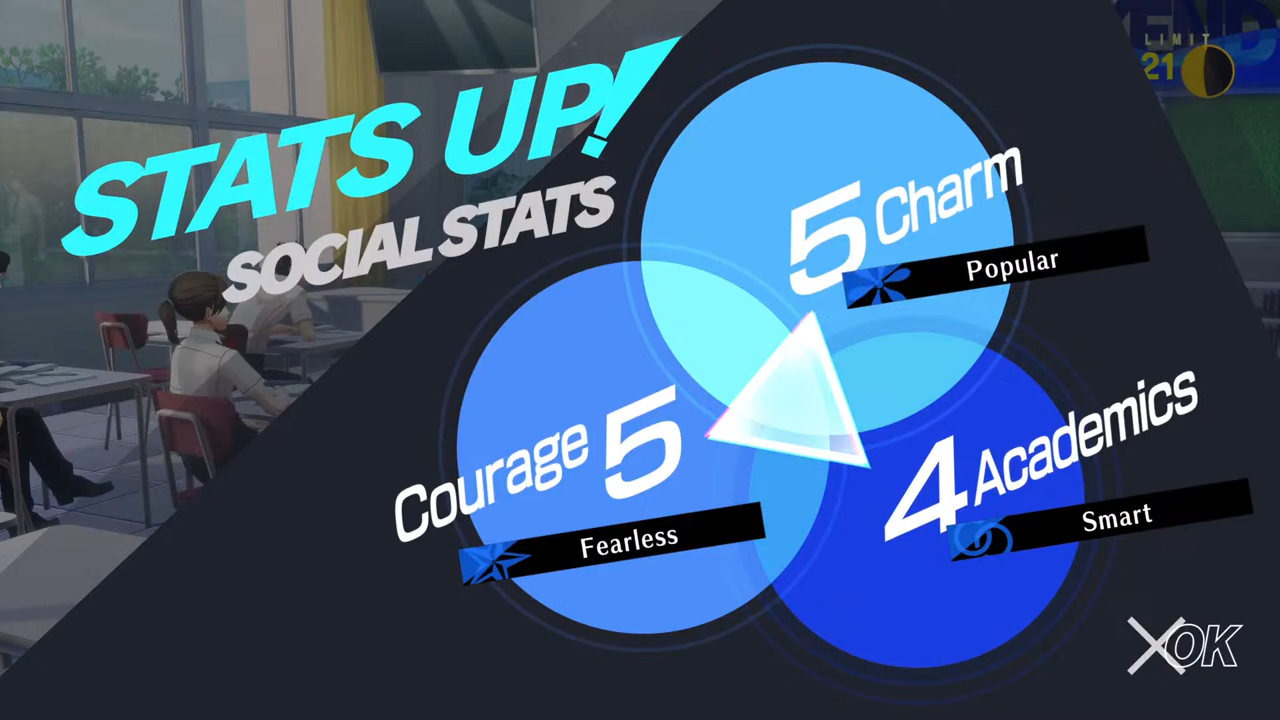 STATS UP!
SOCIAL STATS
LIMIT
21
5 Charm
Popular
Courage 5
Fearless
4 Academics
Smart
OK